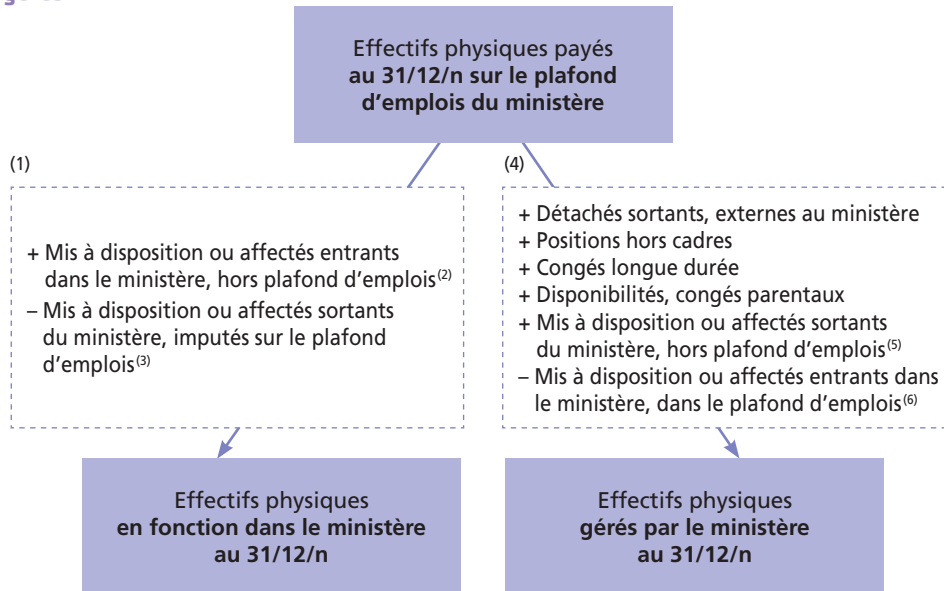 Effectifs physiques payés
au 31/12/n sur le plafond
d'emplois du ministère
(1)
+ Mis à disposition ou affectés entrants
dans le ministère, hors plafond d'emplois(2)
– Mis à disposition ou affectés sortants
du ministère, imputés sur le plafond
d'emplois(3)
(4)
+ Détachés sortants, externes au ministère
+ Positions hors cadres
+ Congés longue durée
+ Disponibilités, congés parentaux
+ Mis à disposition ou affectés sortants
du ministère, hors plafond d'emplois(5)
– Mis à disposition ou affectés entrants dans
le ministère, dans le plafond d'emplois(6)
Effectifs physiques
en fonction dans le ministère
au 31/12/n
Effectifs physiques
gérés par le ministère
au 31/12/n